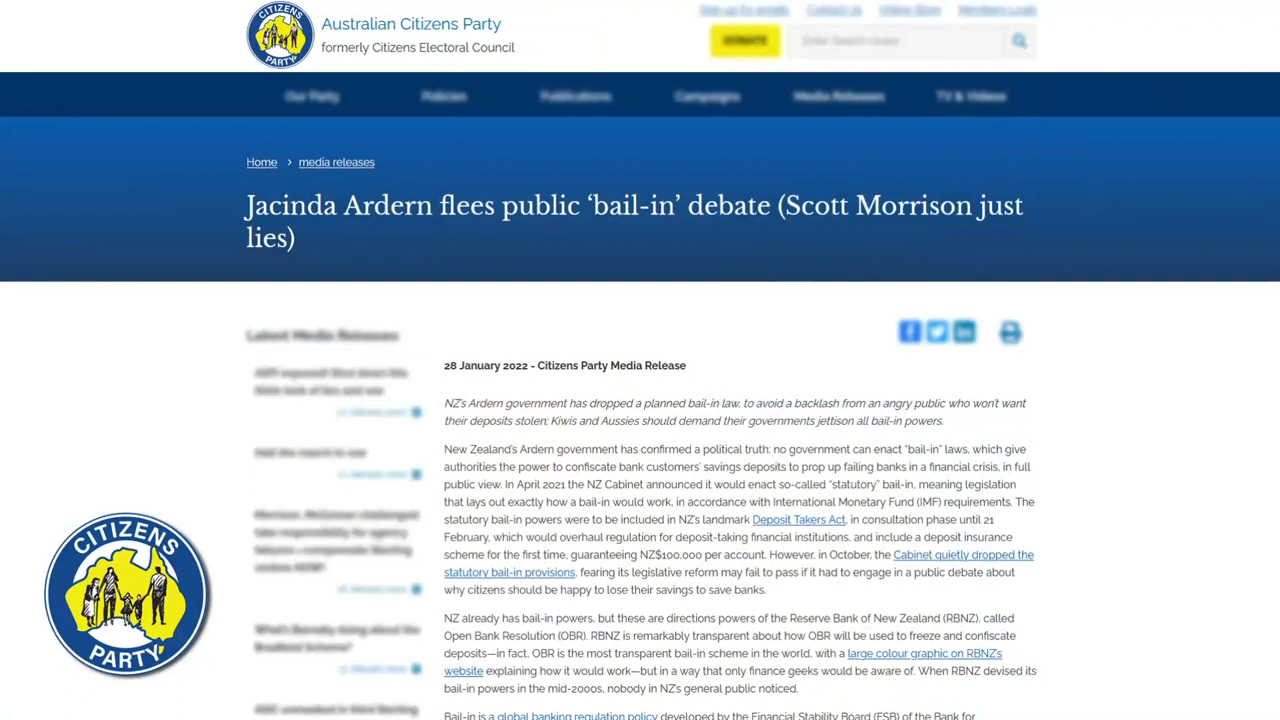 CITIZENS
PARTY
Australian Citizens Party
formerly Citizens Electoral Council
Sign up for emails
Contact Us
Online Store
Members Login
DONATE
Our Party
Policies
Publications
Campaigns
Media Releases
TV & Videos
Home › media releases
Jacinda Ardern flees public ‘bail-in’ debate (Scott Morrison just
lies)
Latest Media Releases
28 January 2022 - Citizens Party Media Release
NZ’s Ardern government has dropped a planned bail-in law, to avoid a backlash from an angry public who won’t want
their deposits stolen; Kiwis and Aussies should demand their governments jettison all bail-in powers.
New Zealand’s Ardern government has confirmed a political truth: no government can enact “bail-in” laws, which give
authorities the power to confiscate bank customers’ savings deposits to prop up failing banks in a financial crisis, in full
public view. In April 2021 the NZ Cabinet announced it would enact so-called “statutory” bail-in, meaning legislation
that lays out exactly how a bail-in would work, in accordance with International Monetary Fund (IMF) requirements. The
statutory bail-in powers were to be included in NZ’s landmark Deposit Takers Act, in consultation phase until 21
February, which would overhaul regulation for deposit-taking financial institutions, and include a deposit insurance
scheme for the first time, guaranteeing NZ$100,000 per account. However, in October, the Cabinet quietly dropped the
statutory bail-in provisions, fearing its legislative reform may fail to pass if it had to engage in a public debate about
why citizens should be happy to lose their savings to save banks.
NZ already has bail-in powers, but these are directions powers of the Reserve Bank of New Zealand (RBNZ), called
Open Bank Resolution (OBR). RBNZ is remarkably transparent about how OBR will be used to freeze and confiscate
deposits—in fact, OBR is the most transparent bail-in scheme in the world, with a large colour graphic on RBNZ’s
website explaining how it would work—but in a way that only finance geeks would be aware of. When RBNZ devised its
bail-in powers in the mid-2000s, nobody in NZ’s general public noticed.
Bail-in is a global banking regulation policy developed by the Financial Stability Board (FSB) of the Bank for
CITIZENS
PARTY